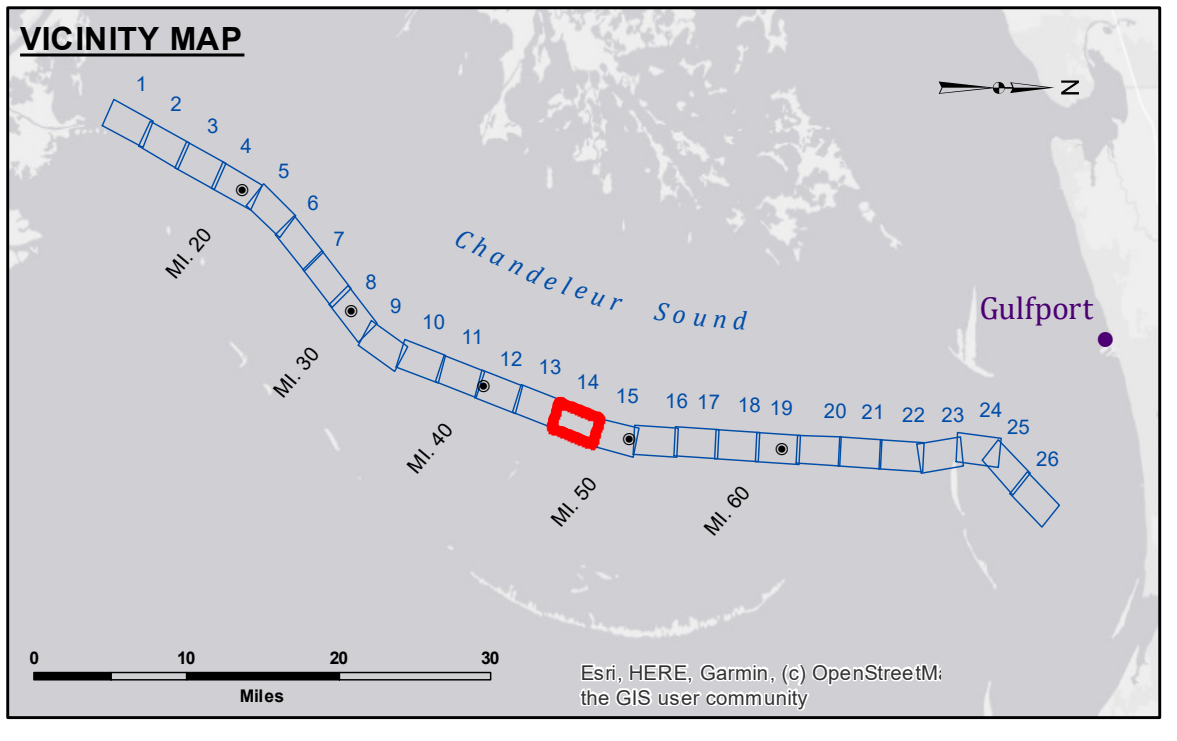 VICINITY MAP
N
1
2
3
4
5
6
7
8
9
10
11
12
13
14
15
16
17
18
19
20
21
22
23
24
25
26
MI. 20
MI. 30
MI. 40
MI. 50
MI. 60
Chandeleur Sound
Gulfport
0 10 20 30
Miles
Esri, HERE, Garmin, (c) OpenStreetMa
the GIS user community